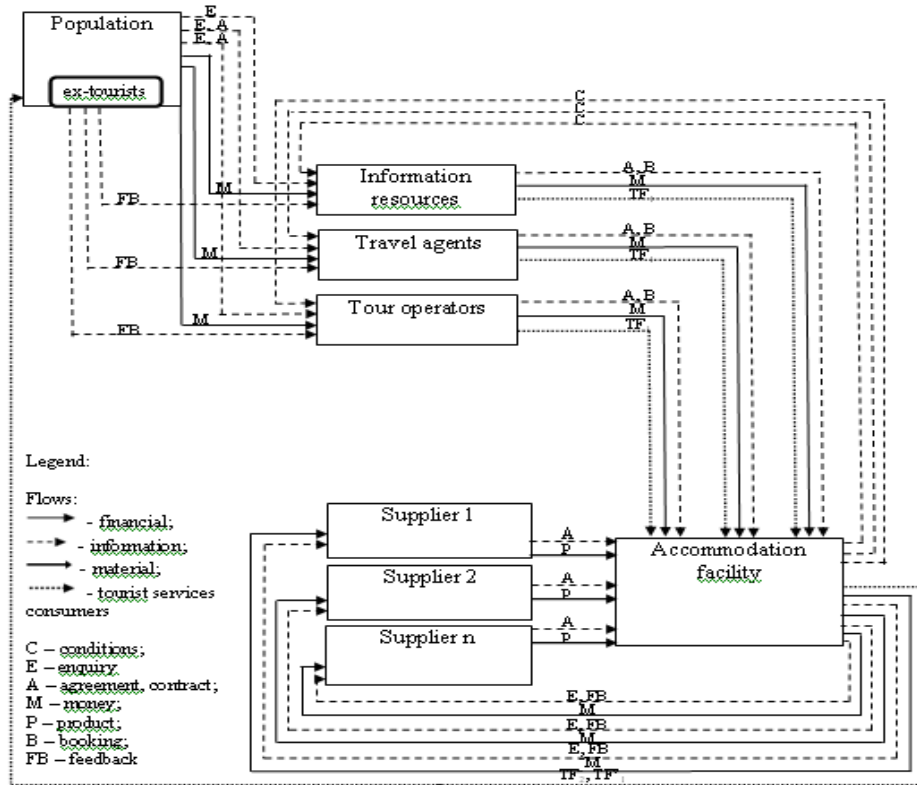 Population
ex-tourists
E
E, A
E, A
C
C
C
Information
resources
FB
M
A, B
M
TF
Travel agents
FB
M
A, B
M
TF
Tour operators
FB
M
A, B
M
TF
Legend:
Flows:
- financial;
- information;
- material;
- tourist services
consumers
C – conditions;
E – enquiry
A – agreement, contract;
M – money;
P – product;
B – booking;
FB – feedback
Supplier 1
A
P
Supplier 2
A
P
Supplier n
A
P
Accommodation
facility
E, FB
M
E, FB
M
E, FB
M